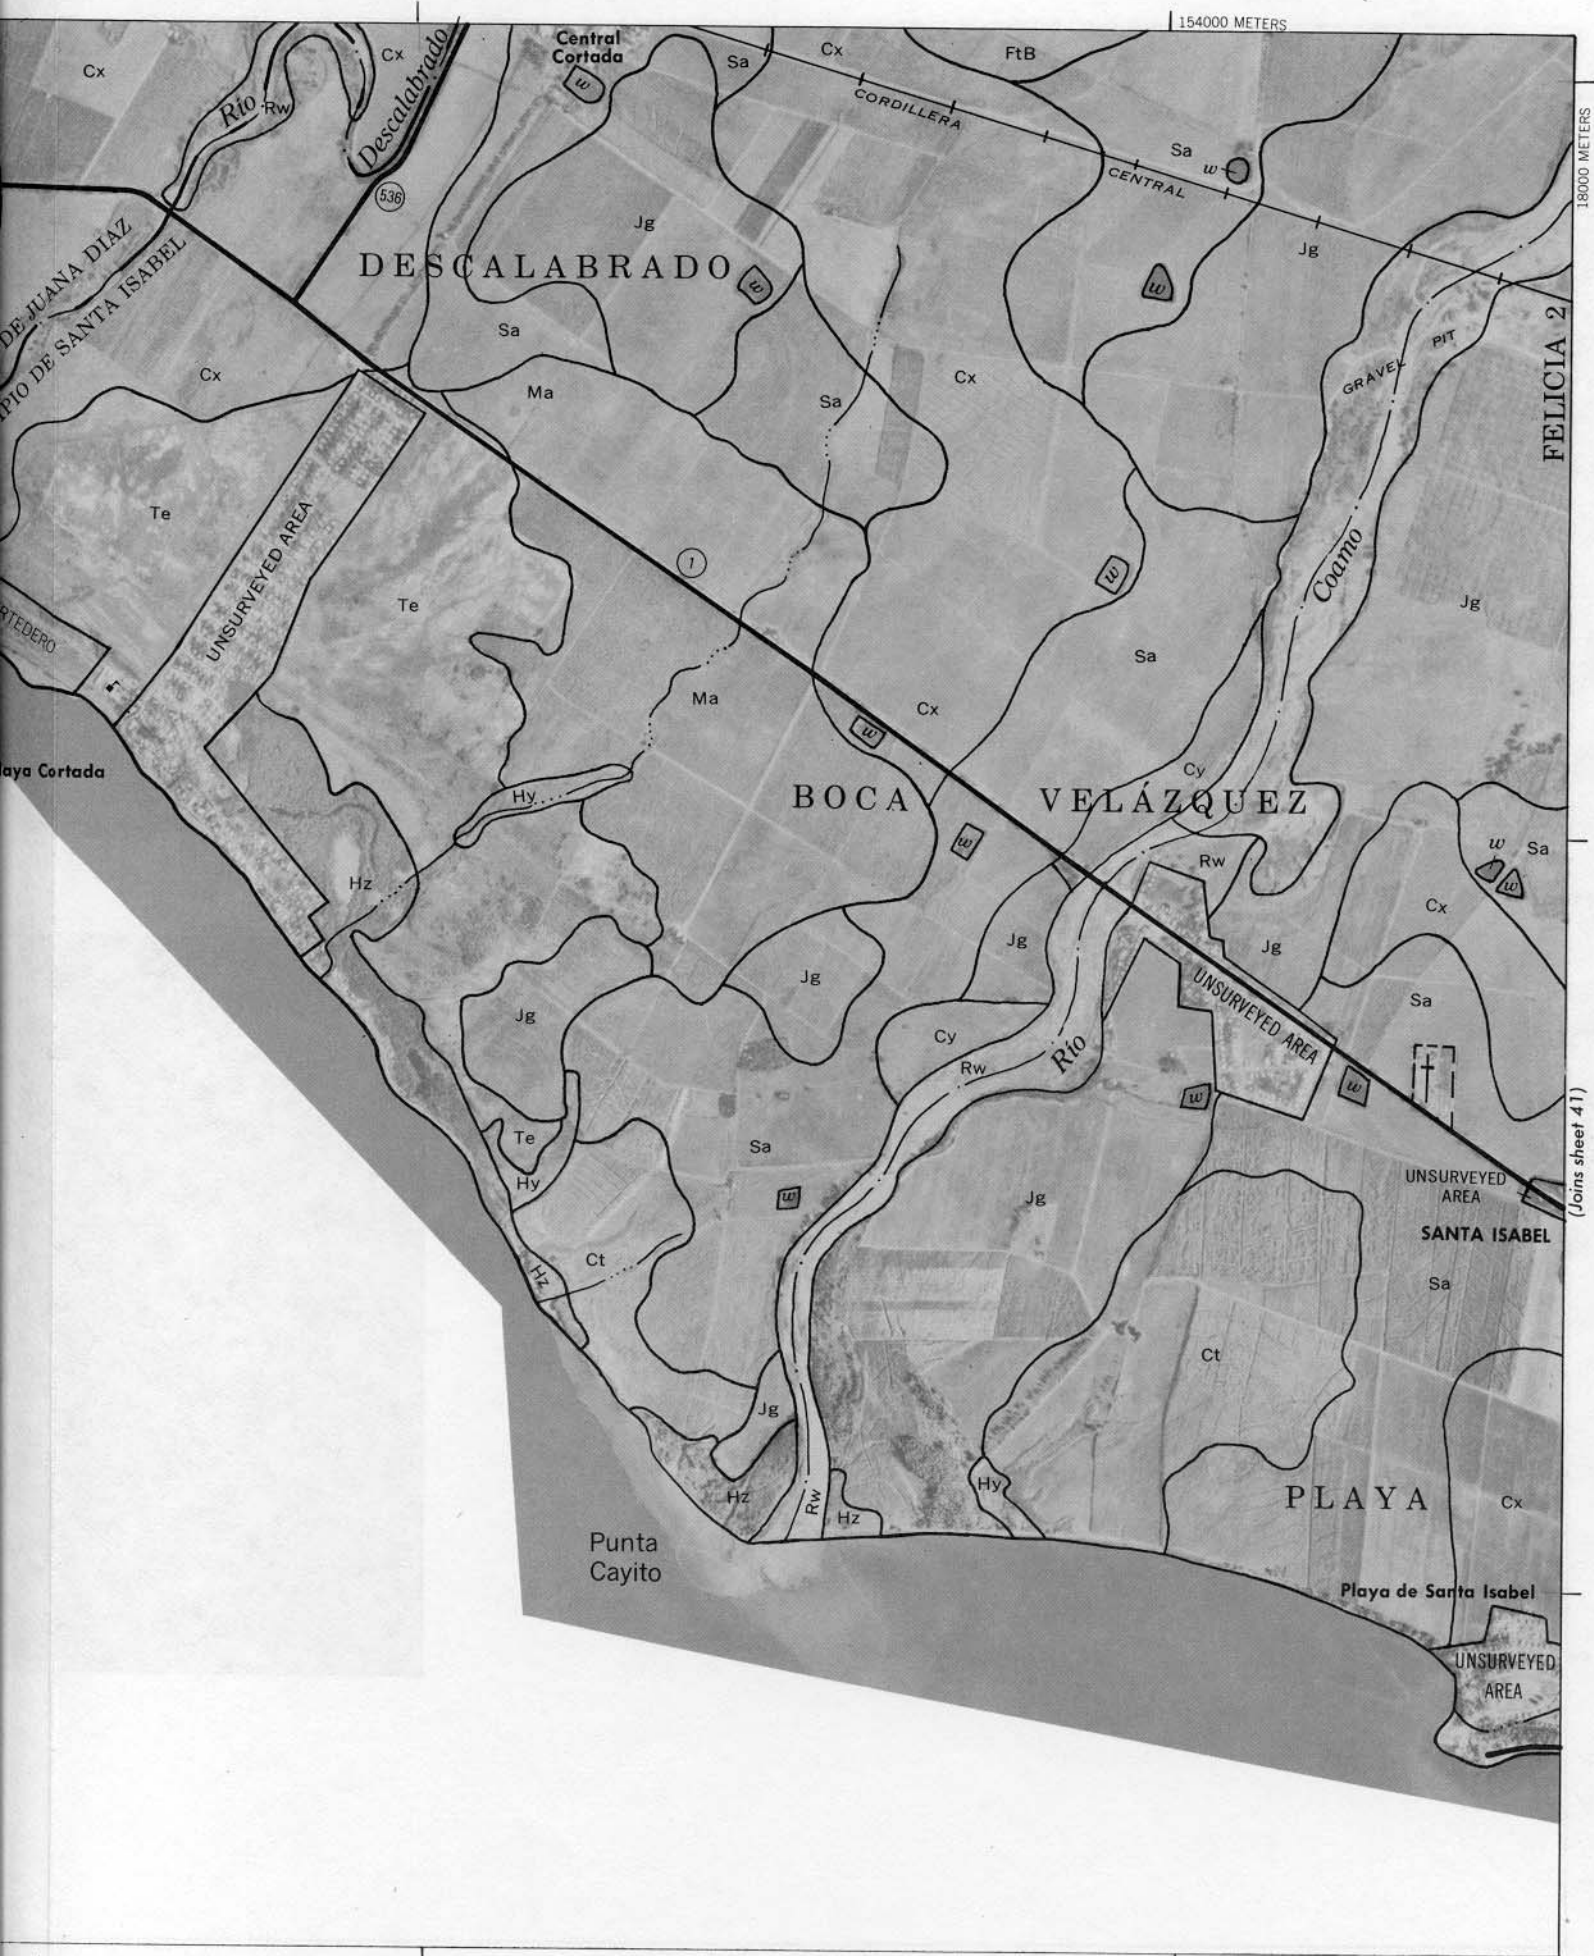 154000 METERS
Central
Cortada
Cx
Cx
Descalabrado
Sa
Cx
FtB
w
Río
Rw
CORDILLERA
18000 METERS
Sa
w
CENTRAL
536
Jg
Jg
DE JUANA DIAZ
DESCALABRADO
w
w
IPIO DE SANTA ISABEL
Sa
PIT
GRAVEL
FELICIA 2
Cx
Cx
Ma
Sa
Te
UNSURVEYED AREA
1
Coamo
w
Te
Jg
RTEDERO
Sa
Ma
Cx
w
laya Cortada
Cy
Hy
BOCA
VELÁZQUEZ
w
w
Sa
Rw
w
Hz
Cx
Jg
Jg
Jg
UNSURVEYED AREA
Sa
Jg
Cy
Río
Rw
w
w
(Joins sheet 41)
Te
Sa
Hy
w
Jg
UNSURVEYED
AREA
SANTA ISABEL
Ct
Hz
Sa
Ct
Jg
Hy
Hz
Rw
Hz
PLAYA
Cx
Punta
Cayito
Playa de Santa Isabel
UNSURVEYED
AREA